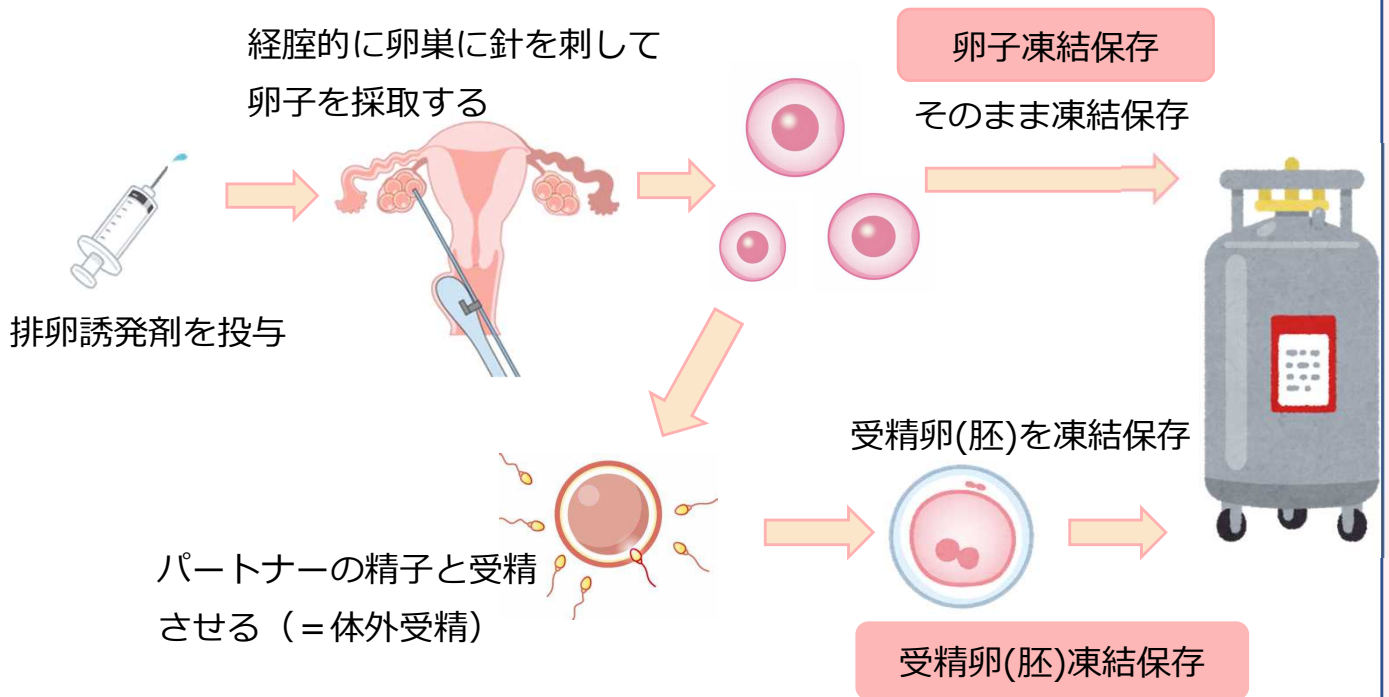 経腟的に卵巣に針を刺して
卵子を採取する
卵子凍結保存
そのまま凍結保存
排卵誘発剤を投与
受精卵(胚)を凍結保存
パートナーの精子と受精
させる（＝体外受精）
受精卵(胚)凍結保存